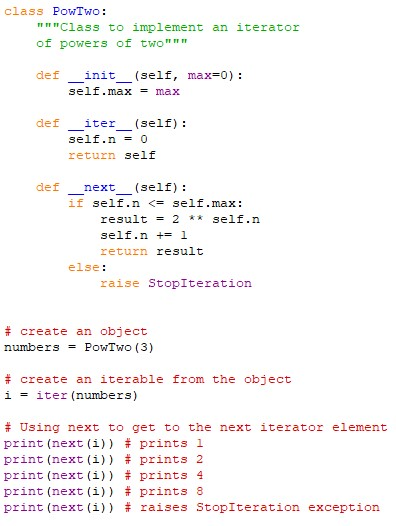 class PowTwo:
    """Class to implement an iterator
    of powers of two"""

    def __init__(self, max=0):
        self.max = max

    def __iter__(self):
        self.n = 0
        return self

    def __next__(self):
        if self.n <= self.max:
            result = 2 ** self.n
            self.n += 1
            return result
        else:
            raise StopIteration


# create an object
numbers = PowTwo(3)

# create an iterable from the object
i = iter(numbers)

# Using next to get to the next iterator element
print(next(i)) # prints 1
print(next(i)) # prints 2
print(next(i)) # prints 4
print(next(i)) # prints 8
print(next(i)) # raises StopIteration exception